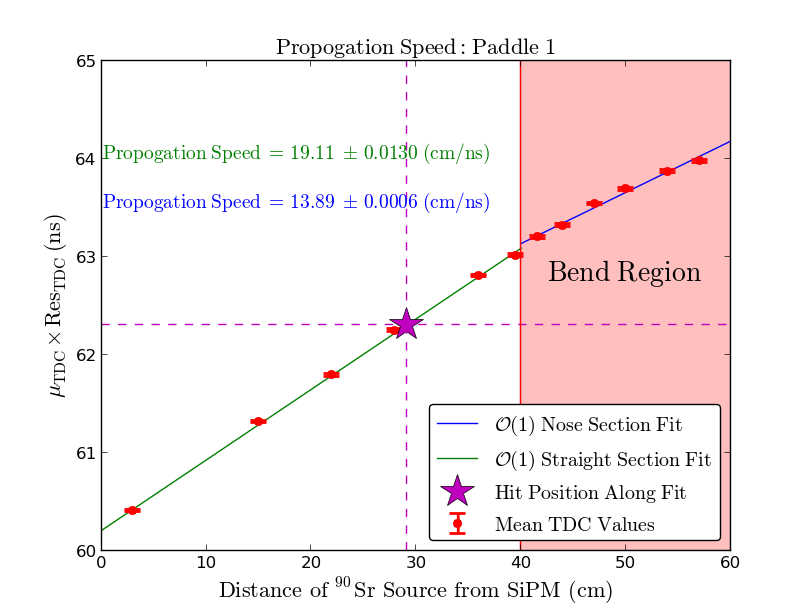 Propogation Speed : Paddle 1
65
64
63
62
61
60
μTDC × ResTDC (ns)
Propogation Speed = 19.11 ± 0.0130 (cm/ns)
Propogation Speed = 13.89 ± 0.0006 (cm/ns)
Bend Region
𝒪(1) Nose Section Fit
𝒪(1) Straight Section Fit
Hit Position Along Fit
Mean TDC Values
0 10 20 30 40 50 60
Distance of ⁹⁰Sr Source from SiPM (cm)